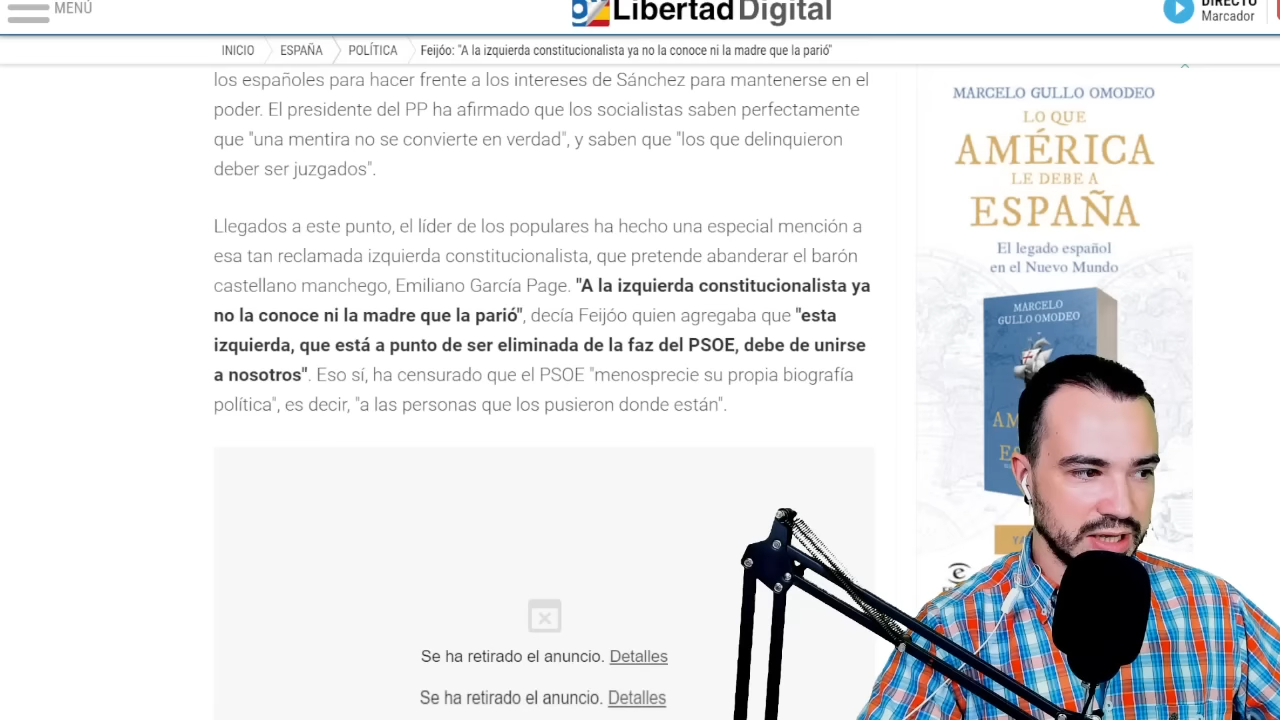 MENÚ
Libertad Digital
DIRECTO
Marcador
INICIO
ESPAÑA
POLÍTICA
Feijóo: "A la izquierda constitucionalista ya no la conoce ni la madre que la parió"
los españoles para hacer frente a los intereses de Sánchez para mantenerse en el
poder. El presidente del PP ha afirmado que los socialistas saben perfectamente
que "una mentira no se convierte en verdad", y saben que "los que delinquieron
deber ser juzgados".
Llegados a este punto, el líder de los populares ha hecho una especial mención a
esa tan reclamada izquierda constitucionalista, que pretende abanderar el barón
castellano manchego, Emiliano García Page. "A la izquierda constitucionalista ya
no la conoce ni la madre que la parió", decía Feijóo quien agregaba que "esta
izquierda, que está a punto de ser eliminada de la faz del PSOE, debe de unirse
a nosotros". Eso sí, ha censurado que el PSOE "menosprecie su propia biografía
política", es decir, "a las personas que los pusieron donde están".
Se ha retirado el anuncio. Detalles
Se ha retirado el anuncio. Detalles
MARCELO GULLO OMODEO
LO QUE
AMÉRICA
LE DEBE A
ESPAÑA
El legado español
en el Nuevo Mundo
MARCELO
GULLO OMODEO